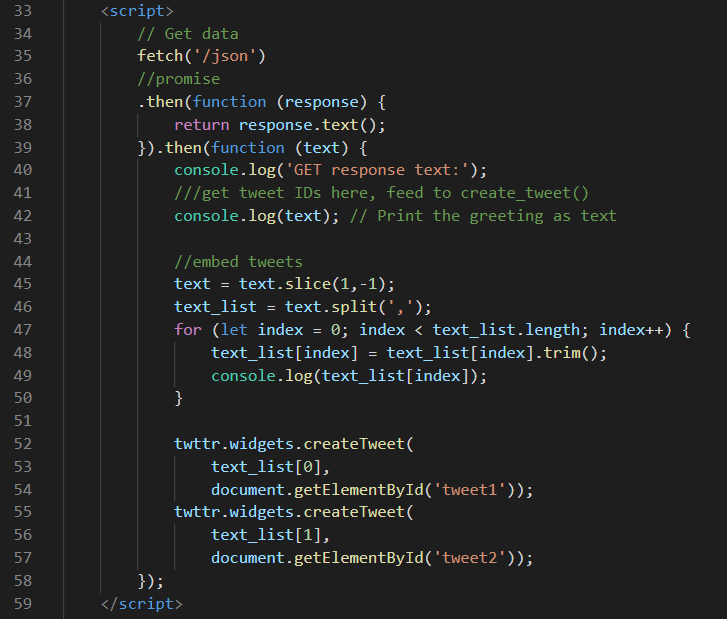 33 <script>
34 // Get data
35 fetch('/json')
36 //promise
37 .then(function (response) {
38 return response.text();
39 }).then(function (text) {
40 console.log('GET response text:');
41 ///get tweet IDs here, feed to create_tweet()
42 console.log(text); // Print the greeting as text
43
44 //embed tweets
45 text = text.slice(1,-1);
46 text_list = text.split(',');
47 for (let index = 0; index < text_list.length; index++) {
48 text_list[index] = text_list[index].trim();
49 console.log(text_list[index]);
50 }
51
52 twttr.widgets.createTweet(
53 text_list[0],
54 document.getElementById('tweet1'));
55 twttr.widgets.createTweet(
56 text_list[1],
57 document.getElementById('tweet2'));
58 });
59 </script>